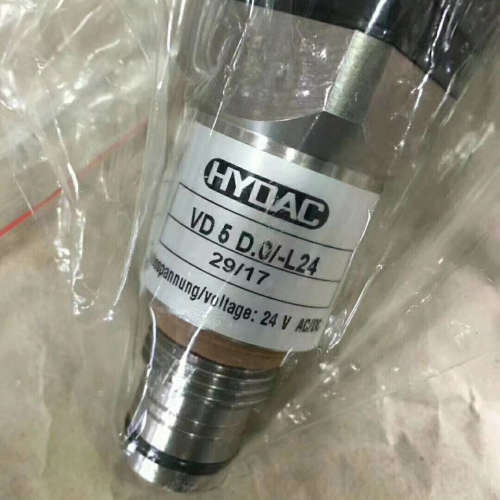 HYDAC
VD 5 D.0/-L24
29/17
spannung/voltage: 24 V AC/DC